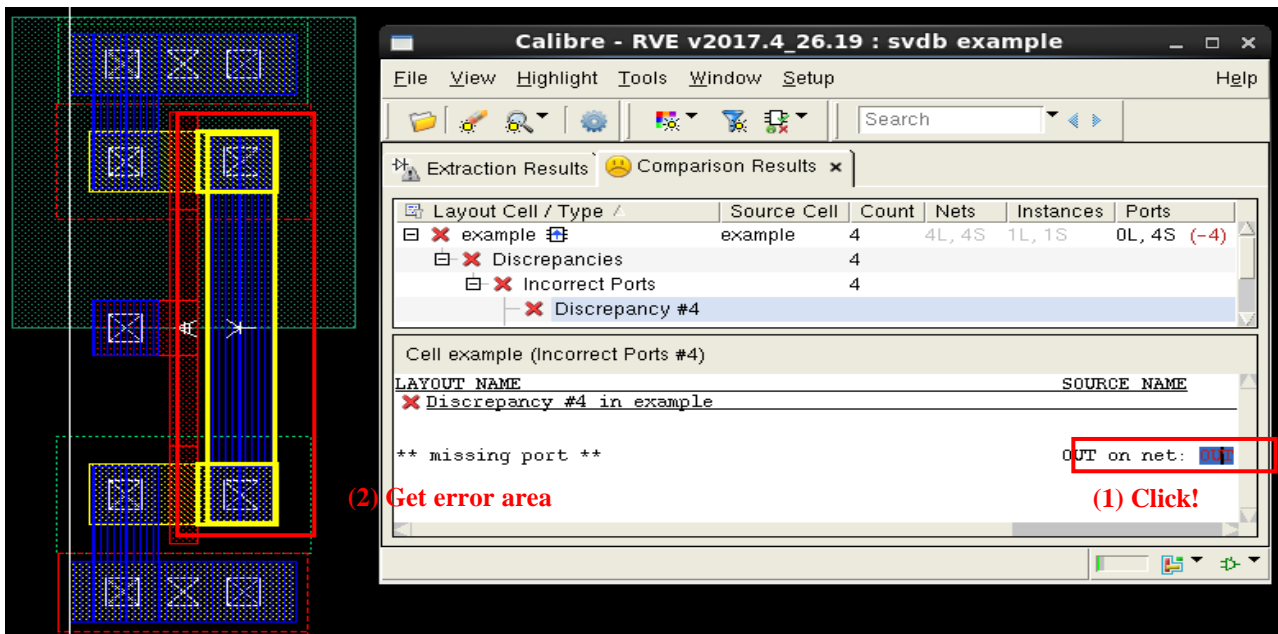 Calibre - RVE v2017.4_26.19 : svdb example
File View Highlight Tools Window Setup Help
Search
Extraction Results Comparison Results
Layout Cell / Type Source Cell Count Nets Instances Ports
example example 4 4L, 4S 1L, 1S 0L, 4S (-4)
Discrepancies 4
Incorrect Ports 4
Discrepancy #4
Cell example (Incorrect Ports #4)
LAYOUT NAME SOURCE NAME
Discrepancy #4 in example
** missing port ** OUT on net: OUT
(2) Get error area (1) Click!
A Y